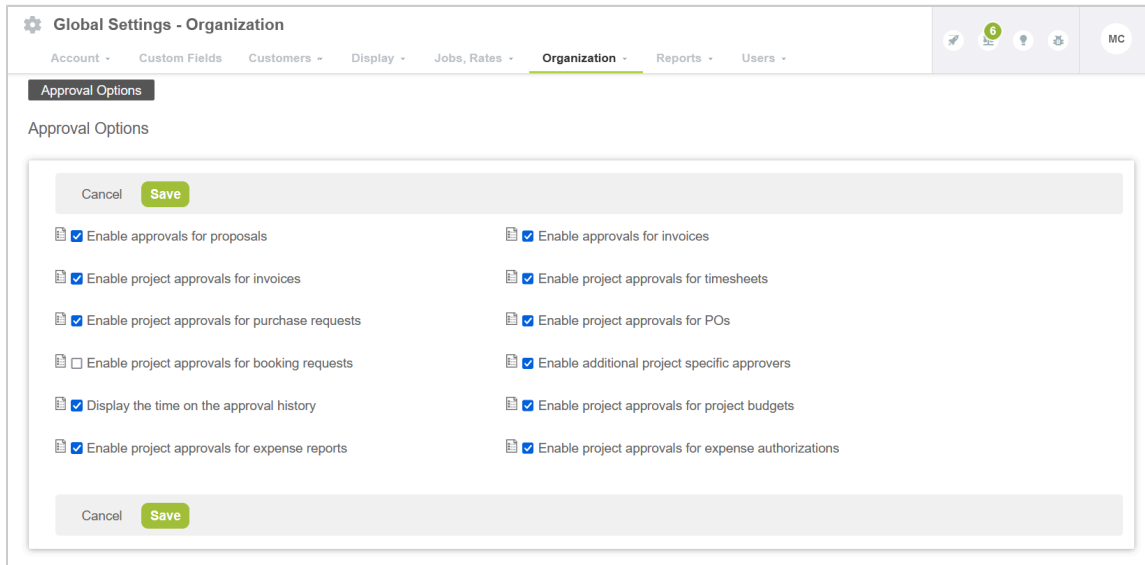 Global Settings - Organization
6
MC
Account Custom Fields Customers Display Jobs, Rates Organization Reports Users
Approval Options
Approval Options
Cancel Save
Enable approvals for proposals
Enable approvals for invoices
Enable project approvals for invoices
Enable project approvals for timesheets
Enable project approvals for purchase requests
Enable project approvals for POs
Enable project approvals for booking requests
Enable additional project specific approvers
Display the time on the approval history
Enable project approvals for project budgets
Enable project approvals for expense reports
Enable project approvals for expense authorizations
Cancel Save